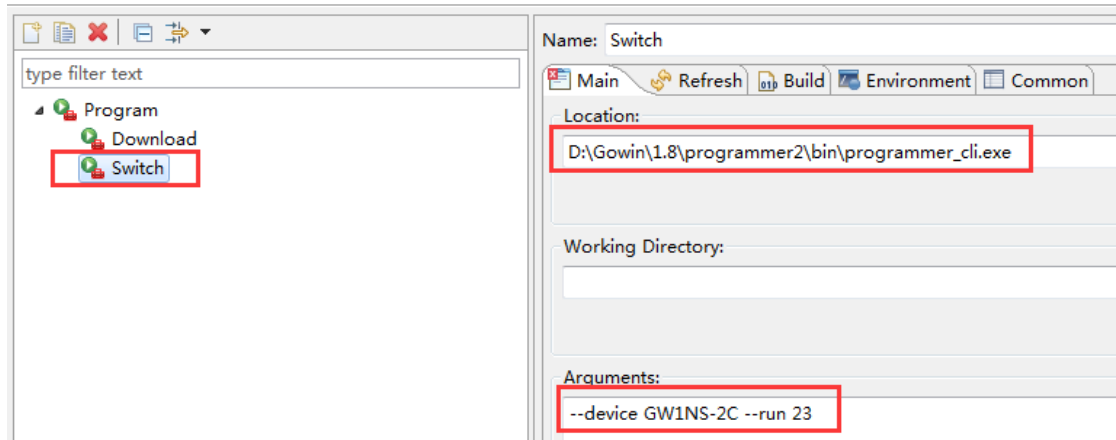 Name: Switch
type filter text
Main Refresh Build Environment Common
Program
Location:
Download
D:\Gowin\1.8\programmer2\bin\programmer_cli.exe
Switch
Working Directory:
Arguments:
--device GW1NS-2C --run 23